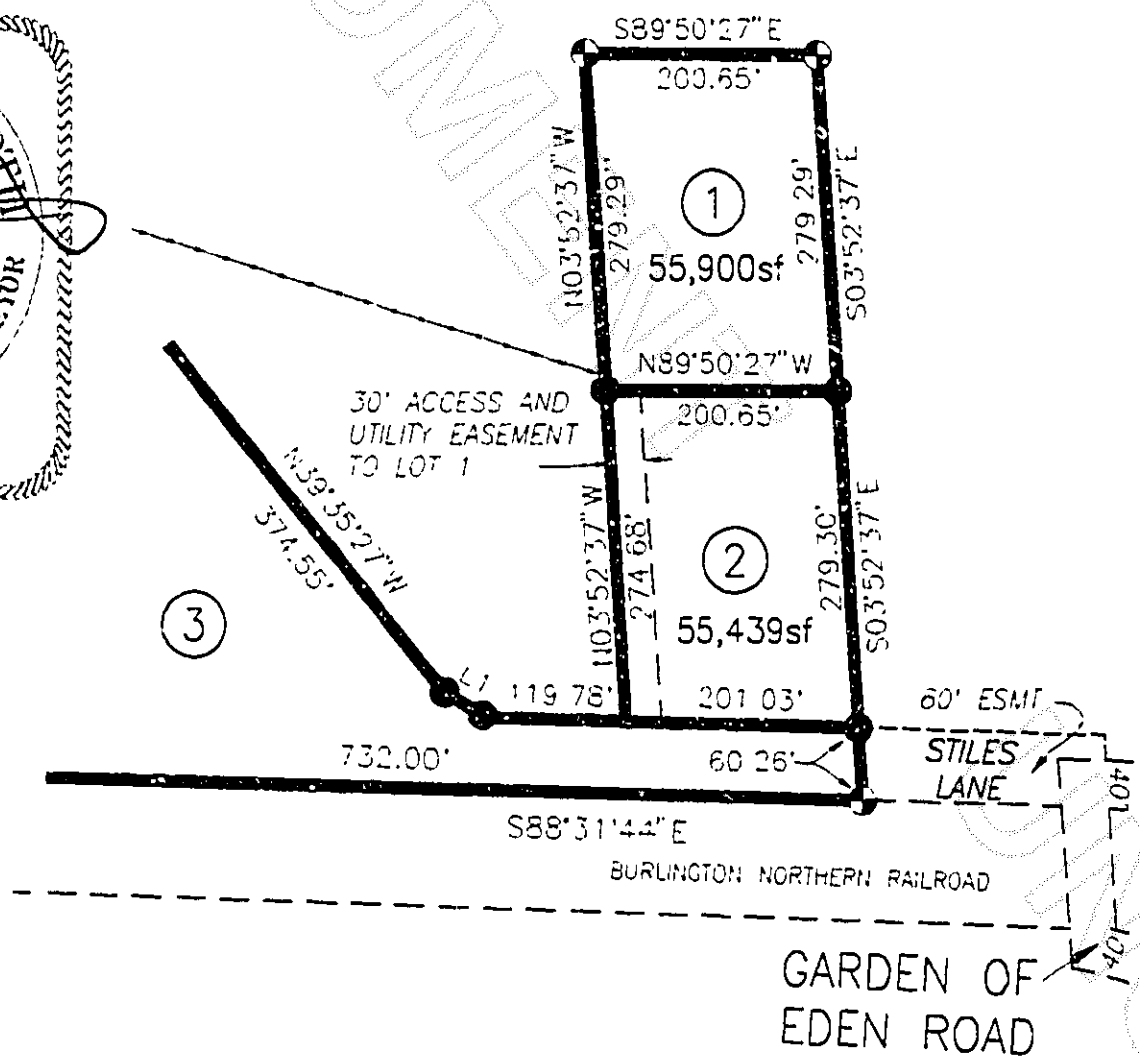 S89°50'27"E
200.65'
N03°52'37"W
279.29'
1
55,900sf
279.29'
S03°52'37"E
N89°50'27"W
200.65'
30' ACCESS AND
UTILITY EASEMENT
TO LOT 1
N39°35'27"W
374.55'
3
N03°52'37"W
274.68'
2
55,439sf
279.30'
S03°52'37"E
L1
119.78'
201.03'
60' ESMT
STILES
LANE
732.00'
60.26'
40'
S88°31'44"E
BURLINGTON NORTHERN RAILROAD
40'
GARDEN OF
EDEN ROAD